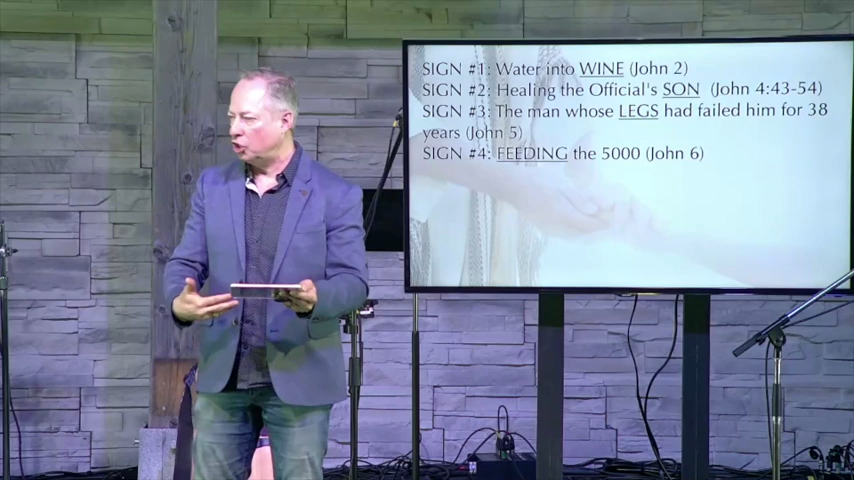 SIGN #1: Water into WINE (John 2)
SIGN #2: Healing the Official's SON (John 4:43-54)
SIGN #3: The man whose LEGS had failed him for 38
years (John 5)
SIGN #4: FEEDING the 5000 (John 6)